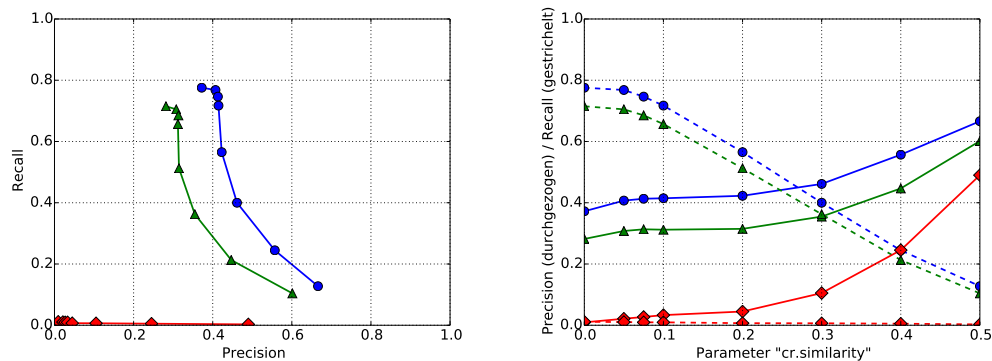 1.0
0.8
0.6
0.4
0.2
0.0
Recall
0.0 0.2 0.4 0.6 0.8 1.0
Precision
1.0
0.8
0.6
0.4
0.2
0.0
Precision (durchgezogen) / Recall (gestrichelt)
0.0 0.1 0.2 0.3 0.4 0.5
Parameter "cr.similarity"